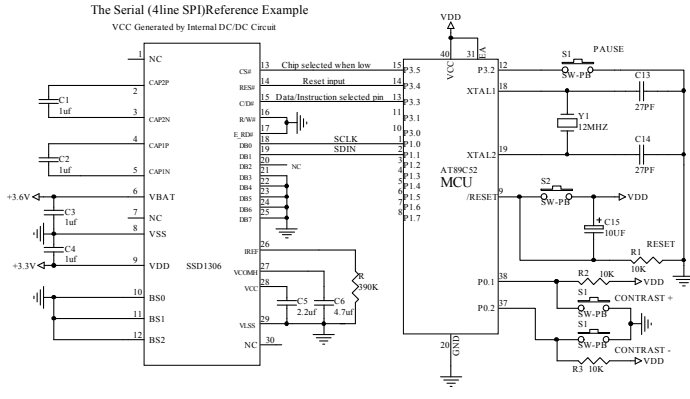 The Serial (4line SPI)Reference Example
VCC Generated by Internal DC/DC Circuit
1 NC
CAP2P
2
3 CAP2N
4 CAP1P
5 CAP1N
6 VBAT
7 NC
8 VSS
9 VDD
10 BS0
11 BS1
12 BS2
C1
1uf
C2
1uf
+3.6V
C3
1uf
C4
1uf
+3.3V
SSD1306
CS# 13 Chip selected when low 15 P3.5
RES# 14 Reset input 14 P3.4
C/D# 15 Data/Instruction selected pin 13 P3.3
R/W# 16
E_RD# 17
DB0 18 SCLK 1 P1.0
DB1 19 SDIN 2 P1.1
DB2 20 NC
DB3 21
DB4 22
DB5 23
DB6 24
DB7 25
IREF 26
VCOMH 27
VCC 28
VLSS 29
NC 30
C5
2.2uf
C6
4.7uf
R
390K
11 P3.1
10 P3.0
3 P1.2
4 P1.3
5 P1.4
6 P1.5
7 P1.6
8 P1.7
VDD
40
VCC
31
EA
AT89C52
MCU
20
GND
P3.2 12
XTAL1 18
XTAL2 19
/RESET 9
P0.1 38
P0.2 37
S1 PAUSE
SW-PB
C13
27PF
Y1
12MHZ
C14
27PF
S2
SW-PB
VDD
C15
10UF
R1 RESET
10K
R2 10K
VDD
S1 CONTRAST +
SW-PB
S1
SW-PB
CONTRAST -
VDD
R3 10K